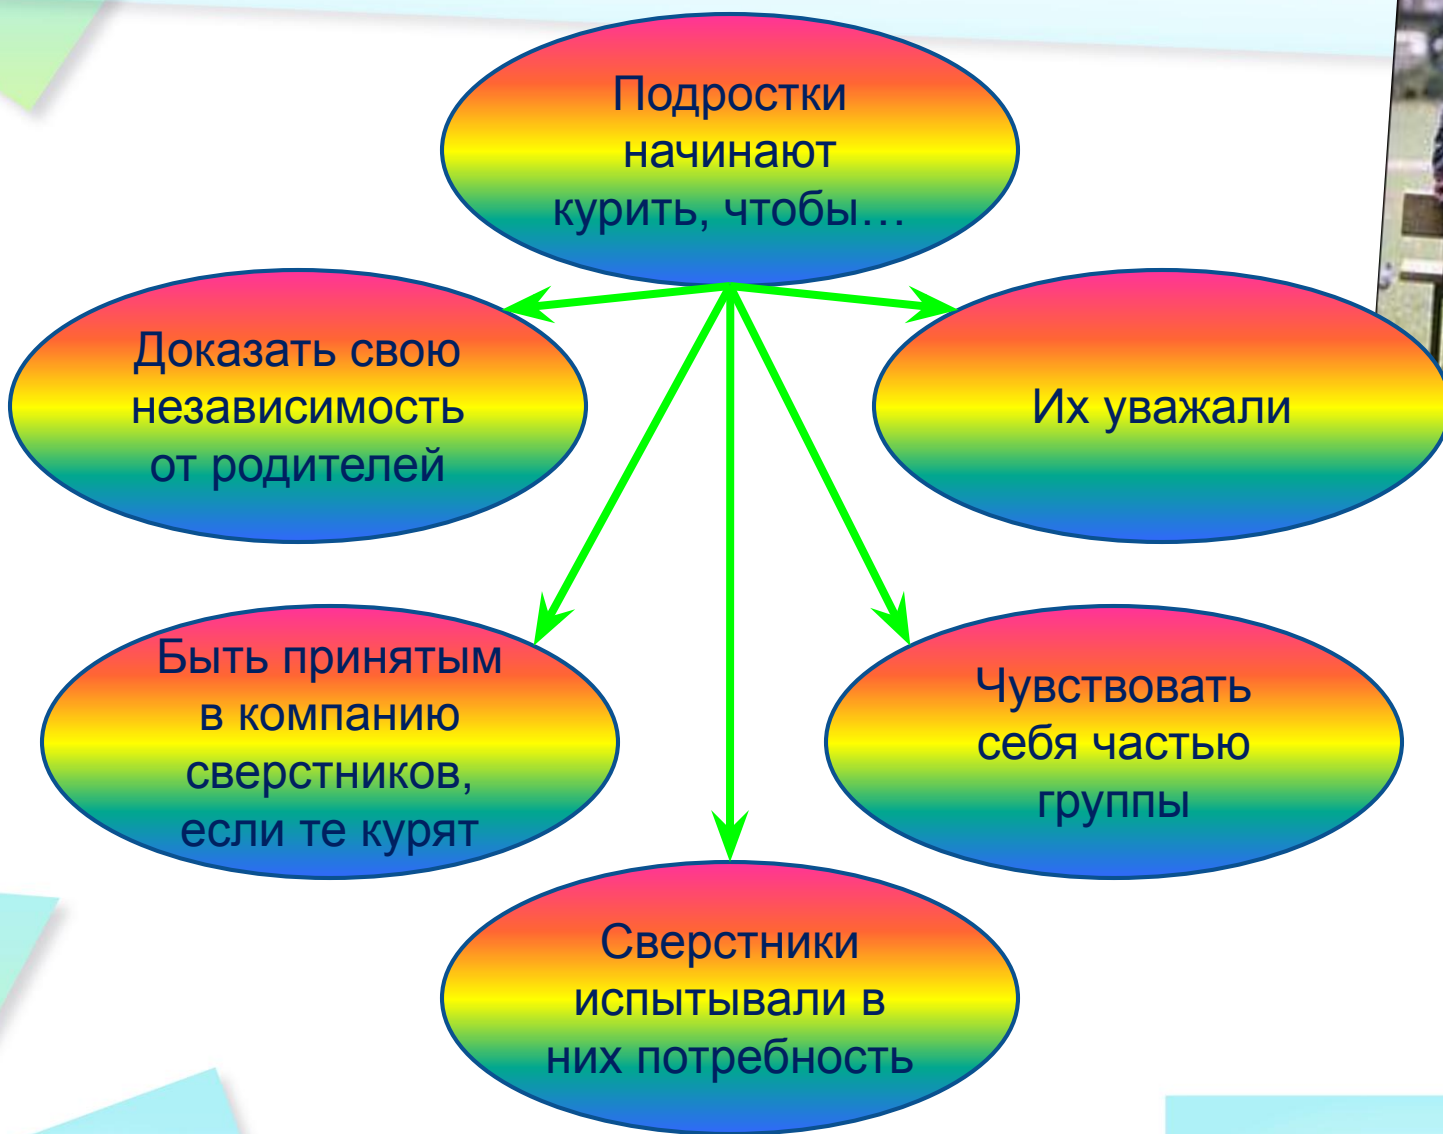 Подростки
начинают
курить, чтобы…
Доказать свою
независимость
от родителей
Их уважали
Быть принятым
в компанию
сверстников,
если те курят
Чувствовать
себя частью
группы
Сверстники
испытывали в
них потребность